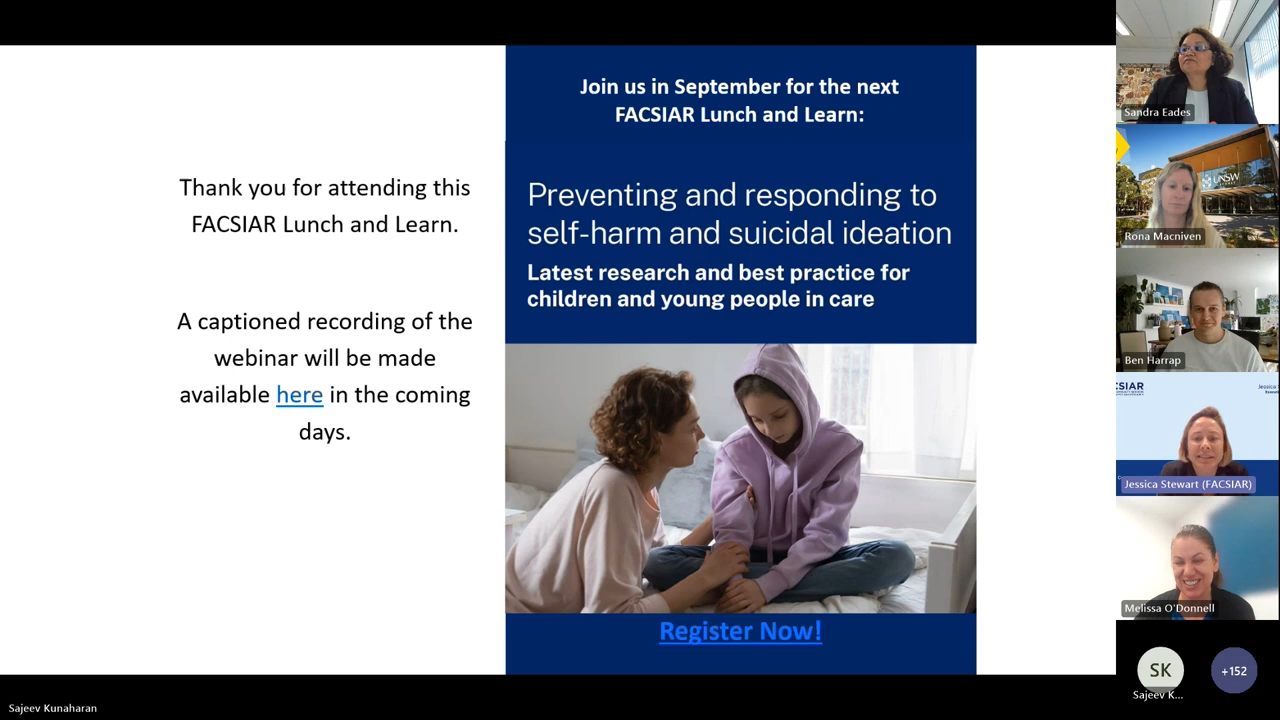 Thank you for attending this
FACSIAR Lunch and Learn.
A captioned recording of the
webinar will be made
available here in the coming
days.
Join us in September for the next
FACSIAR Lunch and Learn:
Preventing and responding to
self-harm and suicidal ideation
Latest research and best practice for
children and young people in care
Register Now!
Sandra Eades
UNSW
Rona Macniven
Ben Harrap
CSIAR
Jessica Stewart (FACSIAR)
Melissa O'Donnell
SK
+152
Sajeev K...
Sajeev Kunaharan